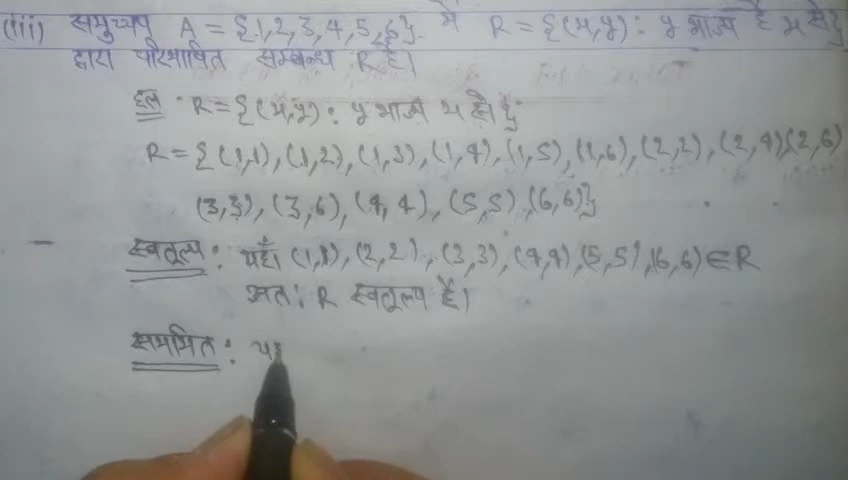 (iii) समुच्चय A = {1,2,3,4,5,6} में R = {(x,y) : y भाज्य है x से}
द्वारा परिभाषित सम्बन्ध R है।
हल R = {(x,y) : y भाज्य x से}
R = {(1,1), (1,2), (1,3), (1,4), (1,5), (1,6), (2,2), (2,4), (2,6)
(3,3), (3,6), (4,4), (5,5), (6,6)}
स्वतुल्य : यहाँ (1,1), (2,2), (3,3), (4,4), (5,5), (6,6) ∈ R
अत: R स्वतुल्य है।
सममित :